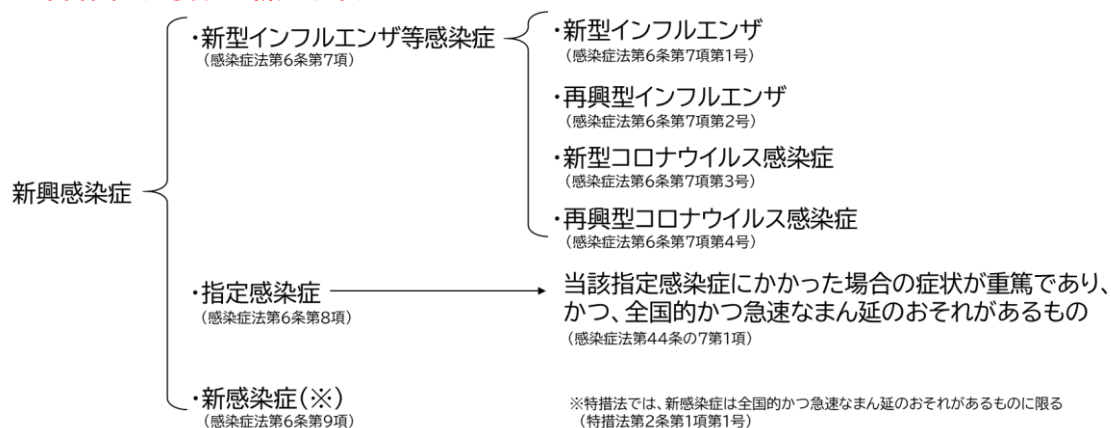 ・新型インフルエンザ等感染症
(感染症法第6条第7項)
・新型インフルエンザ
(感染症法第6条第7項第1号)
・再興型インフルエンザ
(感染症法第6条第7項第2号)
・新型コロナウイルス感染症
(感染症法第6条第7項第3号)
・再興型コロナウイルス感染症
(感染症法第6条第7項第4号)
新興感染症
・指定感染症
(感染症法第6条第8項)
当該指定感染症にかかった場合の症状が重篤であり、
かつ、全国的かつ急速なまん延のおそれがあるもの
(感染症法第44条の7第1項)
・新感染症(※)
(感染症法第6条第9項)
※特措法では、新感染症は全国的かつ急速なまん延のおそれがあるものに限る
(特措法第2条第1項第1号)